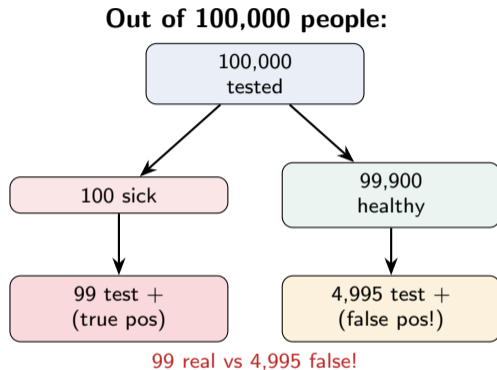 Out of 100,000 people:
100,000
tested
100 sick
99,900
healthy
99 test +
(true pos)
4,995 test +
(false pos!)
99 real vs 4,995 false!